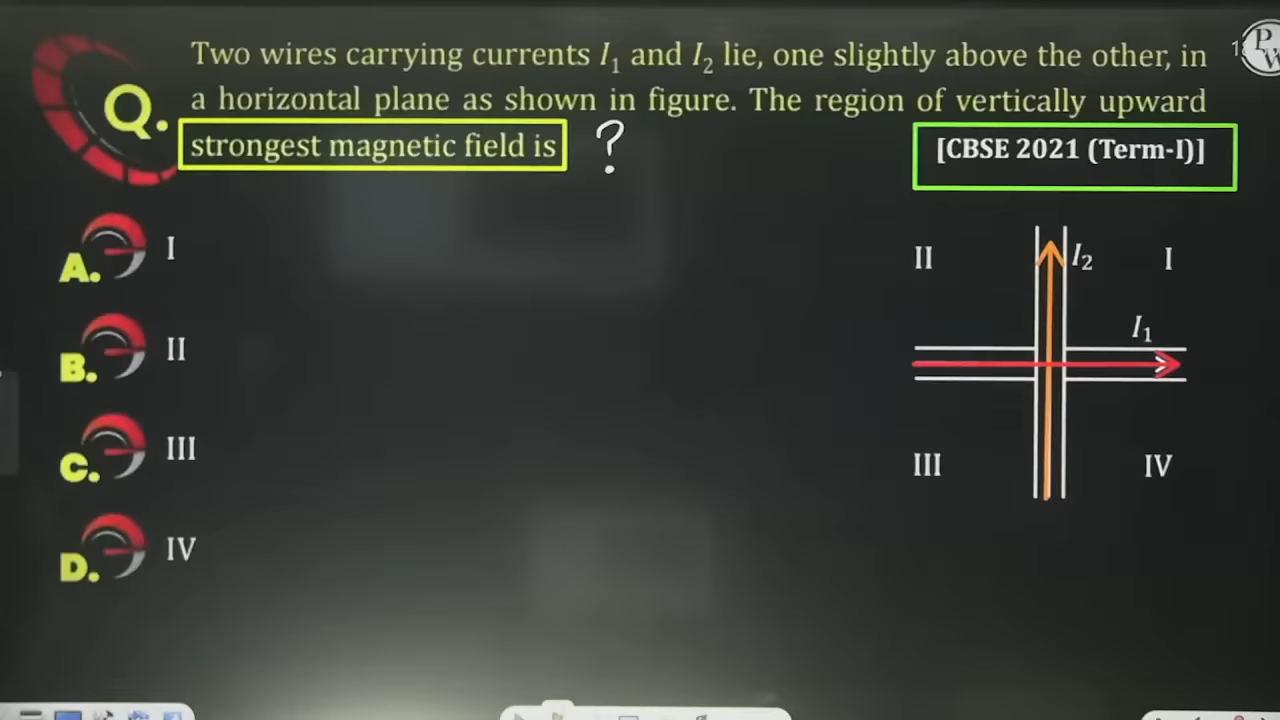 Two wires carrying currents I₁ and I₂ lie, one slightly above the other, in
Q. a horizontal plane as shown in figure. The region of vertically upward
strongest magnetic field is ?
[CBSE 2021 (Term-I)]
PW
A. I
B. II
C. III
D. IV
II I₂ I
I₁
III IV